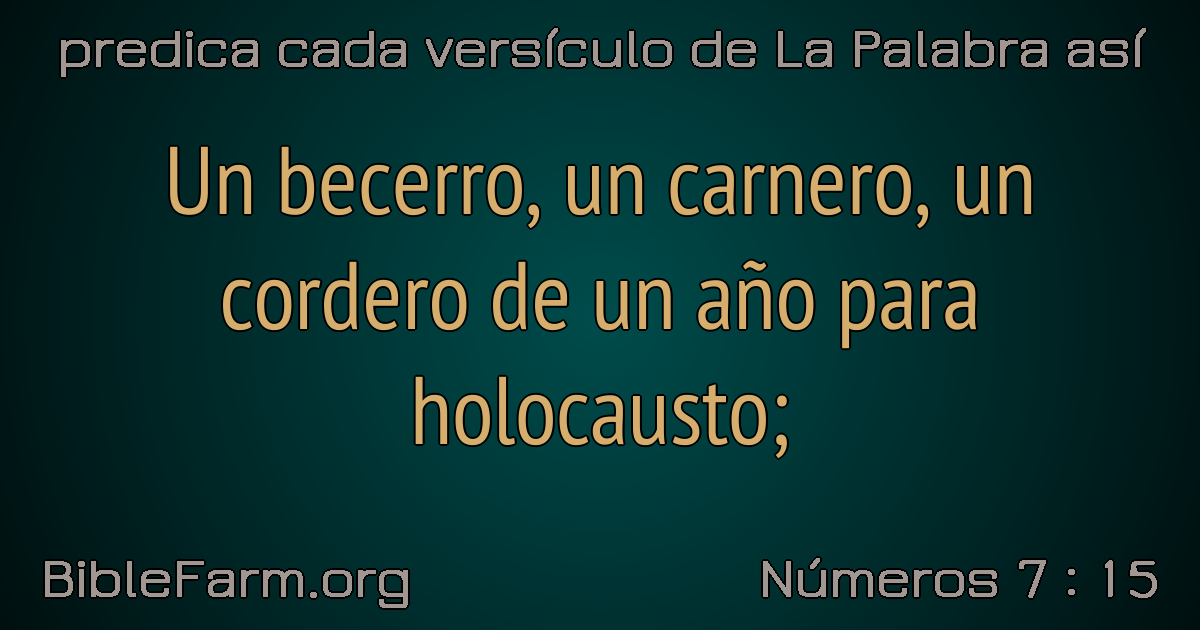 predica cada versículo de La Palabra así
Un becerro, un carnero, un
cordero de un año para
holocausto;
BibleFarm.org
Números 7 : 15